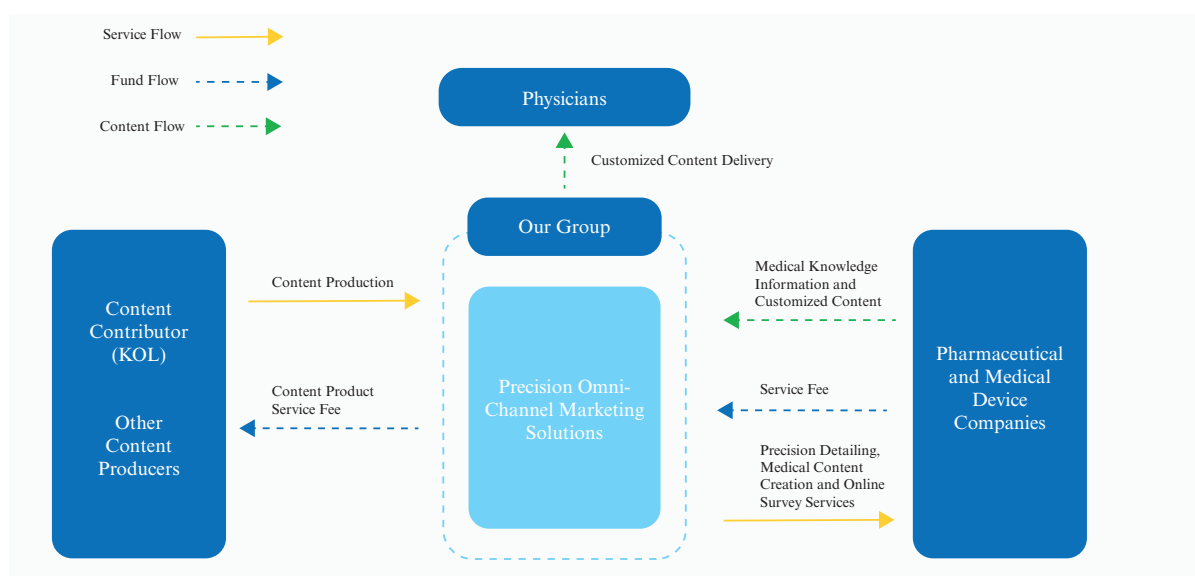 Service Flow
Fund Flow
Content Flow
Physicians
Customized Content Delivery
Our Group
Content
Contributor
(KOL)
Other
Content
Producers
Content Production
Content Product
Service Fee
Precision Omni-
Channel Marketing
Solutions
Medical Knowledge
Information and
Customized Content
Service Fee
Precision Detailing,
Medical Content
Creation and Online
Survey Services
Pharmaceutical
and Medical
Device
Companies